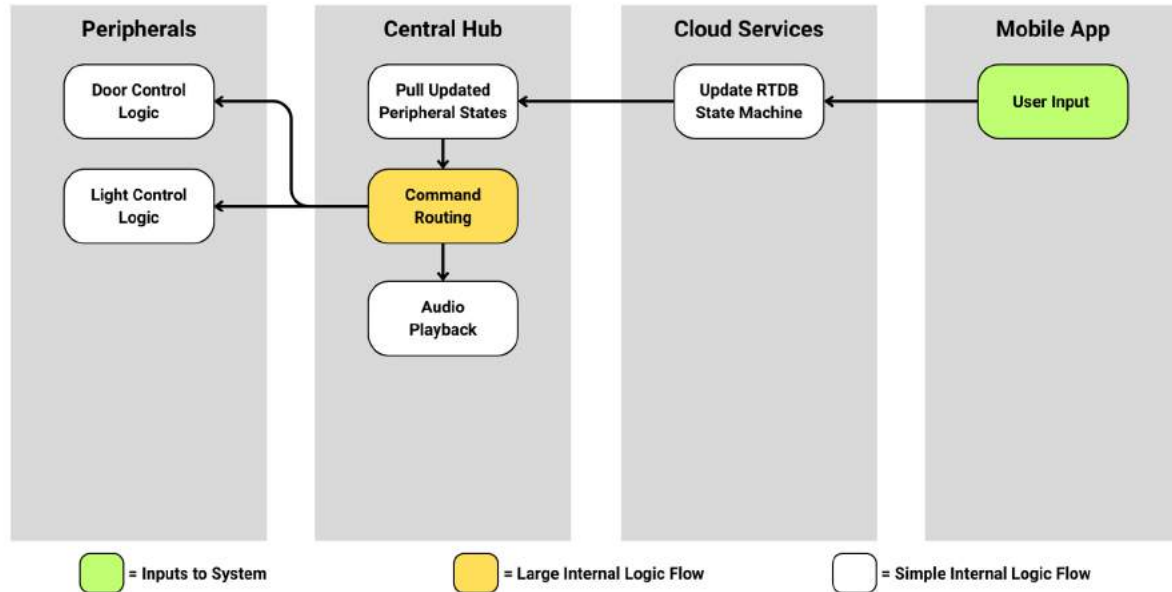 Peripherals
Central Hub
Cloud Services
Mobile App
Door Control
Logic
Pull Updated
Peripheral States
Update RTDB
State Machine
User Input
Light Control
Logic
Command
Routing
Audio
Playback
= Inputs to System
= Large Internal Logic Flow
= Simple Internal Logic Flow